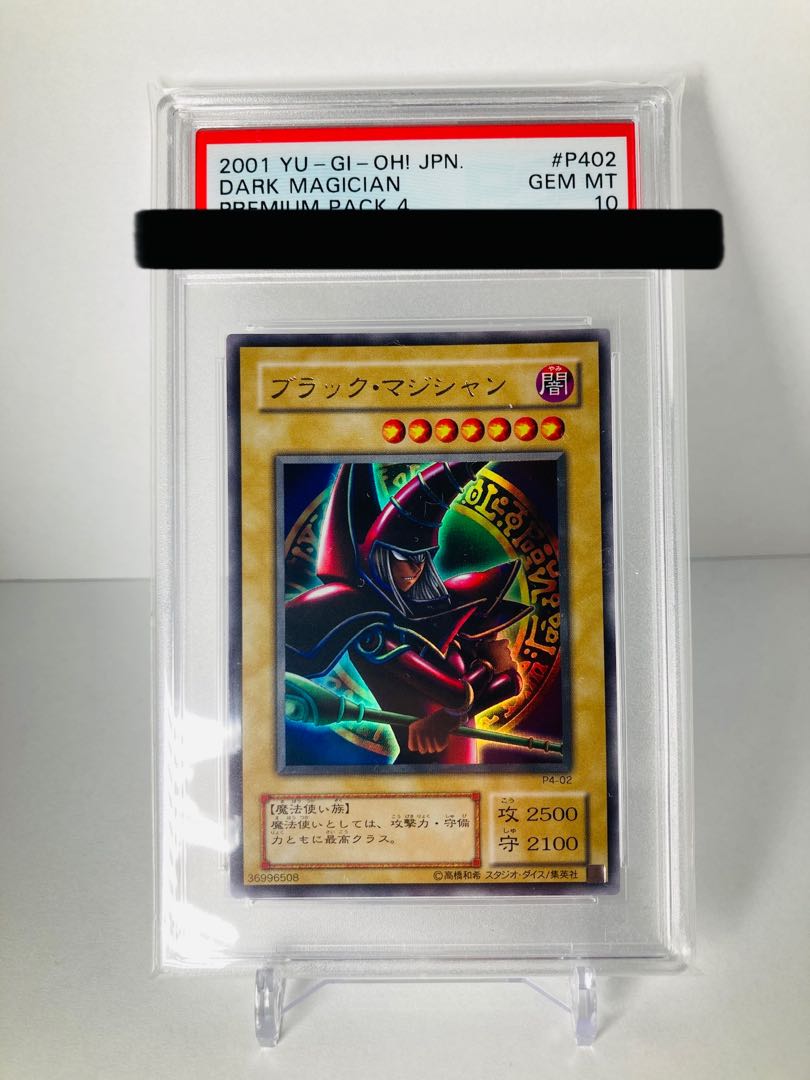 2001 YU-GI-OH! JPN. #P402
DARK MAGICIAN GEM MT
PREMIUM PACK 4 10
ブラック・マジシャン
闇
P4-02
【魔法使い族】
魔法使いとしては、攻撃力・守備
力ともに最高クラス。
攻 2500
守 2100
36996508
©高橋和希 スタジオ・ダイス/集英社